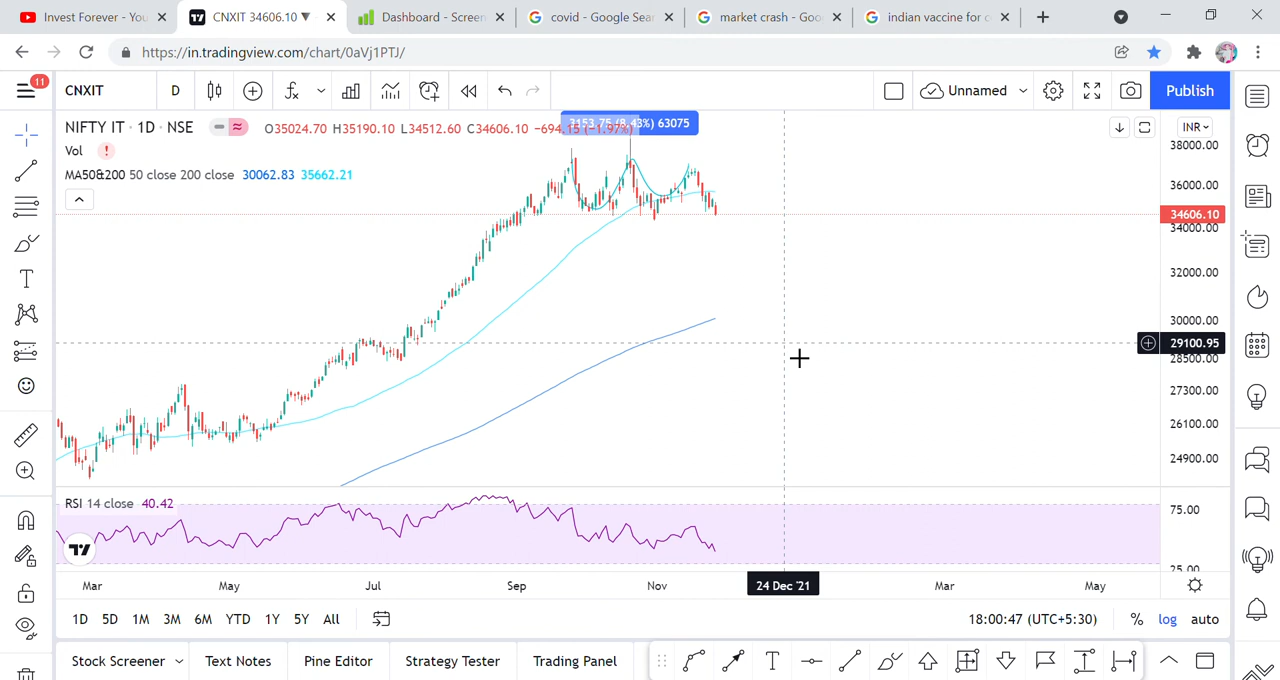 Invest Forever - You
CNXIT 34606.10 ▼
Dashboard - Screen
covid - Google Sear
market crash - Goo
indian vaccine for c
https://in.tradingview.com/chart/0aVj1PTJ/
11
CNXIT
D
Unnamed
Publish
NIFTY IT • 1D • NSE
O35024.70 H35190.10 L34512.60 C34606.10 −694.15 (−1.97%)
3153.75 (8.43%) 63075
INR
Vol
MA50&200 50 close 200 close 30062.83 35662.21
38000.00
36000.00
34606.10
34000.00
32000.00
30000.00
29100.95
28500.00
27300.00
26100.00
24900.00
RSI 14 close 40.42
75.00
25.00
Mar
May
Jul
Sep
Nov
24 Dec '21
Mar
May
1D 5D 1M 3M 6M YTD 1Y 5Y All
18:00:47 (UTC+5:30)
% log auto
Stock Screener
Text Notes
Pine Editor
Strategy Tester
Trading Panel